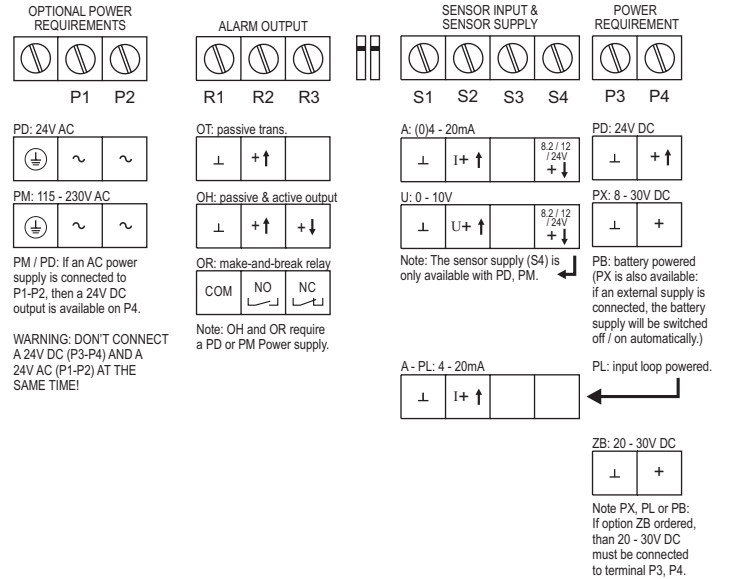 OPTIONAL POWER
REQUIREMENTS
P1 P2
PD: 24V AC
~ ~
PM: 115 - 230V AC
~ ~
PM / PD: If an AC power
supply is connected to
P1-P2, then a 24V DC
output is available on P4.
WARNING: DON'T CONNECT
A 24V DC (P3-P4) AND A
24V AC (P1-P2) AT THE
SAME TIME!
ALARM OUTPUT
R1 R2 R3
OT: passive trans.
⊥ +↑
OH: passive & active output
⊥ +↑ +↓
OR: make-and-break relay
COM NO NC
Note: OH and OR require
a PD or PM Power supply.
SENSOR INPUT &
SENSOR SUPPLY
S1 S2 S3 S4
A: (0)4 - 20mA
⊥ I+ ↑ 8.2 / 12
/ 24V
+ ↓
U: 0 - 10V
⊥ U+ ↑ 8.2 / 12
/ 24V
+ ↓
Note: The sensor supply (S4) is
only available with PD, PM.
A - PL: 4 - 20mA
⊥ I+ ↑
POWER
REQUIREMENT
P3 P4
PD: 24V DC
⊥ +↑
PX: 8 - 30V DC
⊥ +
PB: battery powered
(PX is also available:
if an external supply is
connected, the battery
supply will be switched
off / on automatically.)
PL: input loop powered.
ZB: 20 - 30V DC
⊥ +
Note PX, PL or PB:
If option ZB ordered,
than 20 - 30V DC
must be connected
to terminal P3, P4.